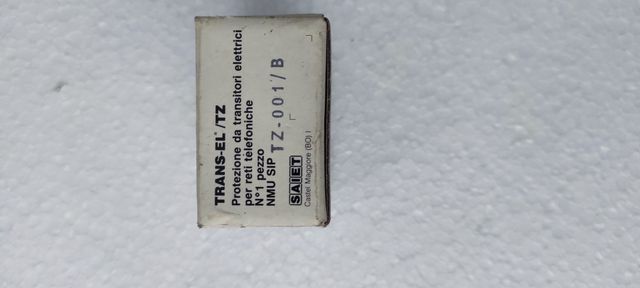 TRANS-EL®/TZ
Protezione da transitori elettrici
per reti telefoniche
N°1 pezzo
NMU SIP TZ-001/B
SAIET
Castel Maggiore (BO) I